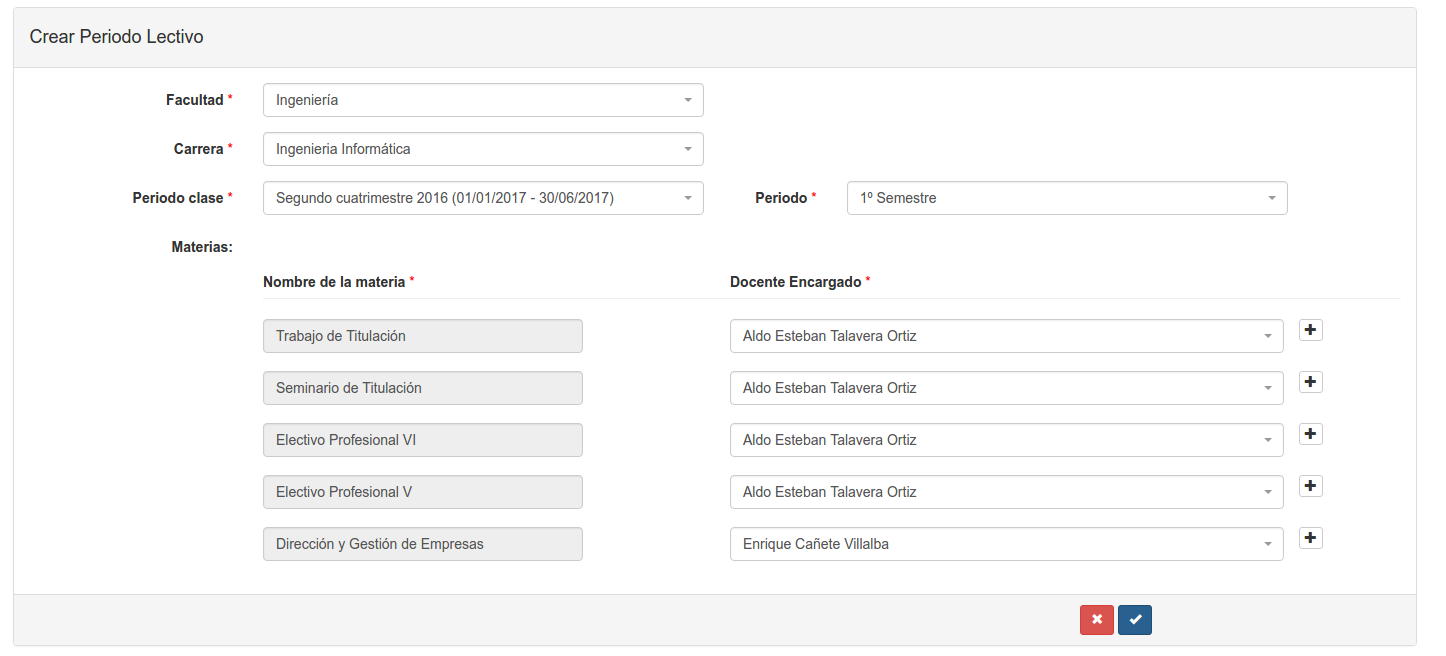 Crear Periodo Lectivo
Facultad * Ingeniería
Carrera * Ingenieria Informática
Periodo clase * Segundo cuatrimestre 2016 (01/01/2017 - 30/06/2017) Periodo * 1º Semestre
Materias:
Nombre de la materia * Docente Encargado *
Trabajo de Titulación Aldo Esteban Talavera Ortiz
Seminario de Titulación Aldo Esteban Talavera Ortiz
Electivo Profesional VI Aldo Esteban Talavera Ortiz
Electivo Profesional V Aldo Esteban Talavera Ortiz
Dirección y Gestión de Empresas Enrique Cañete Villalba